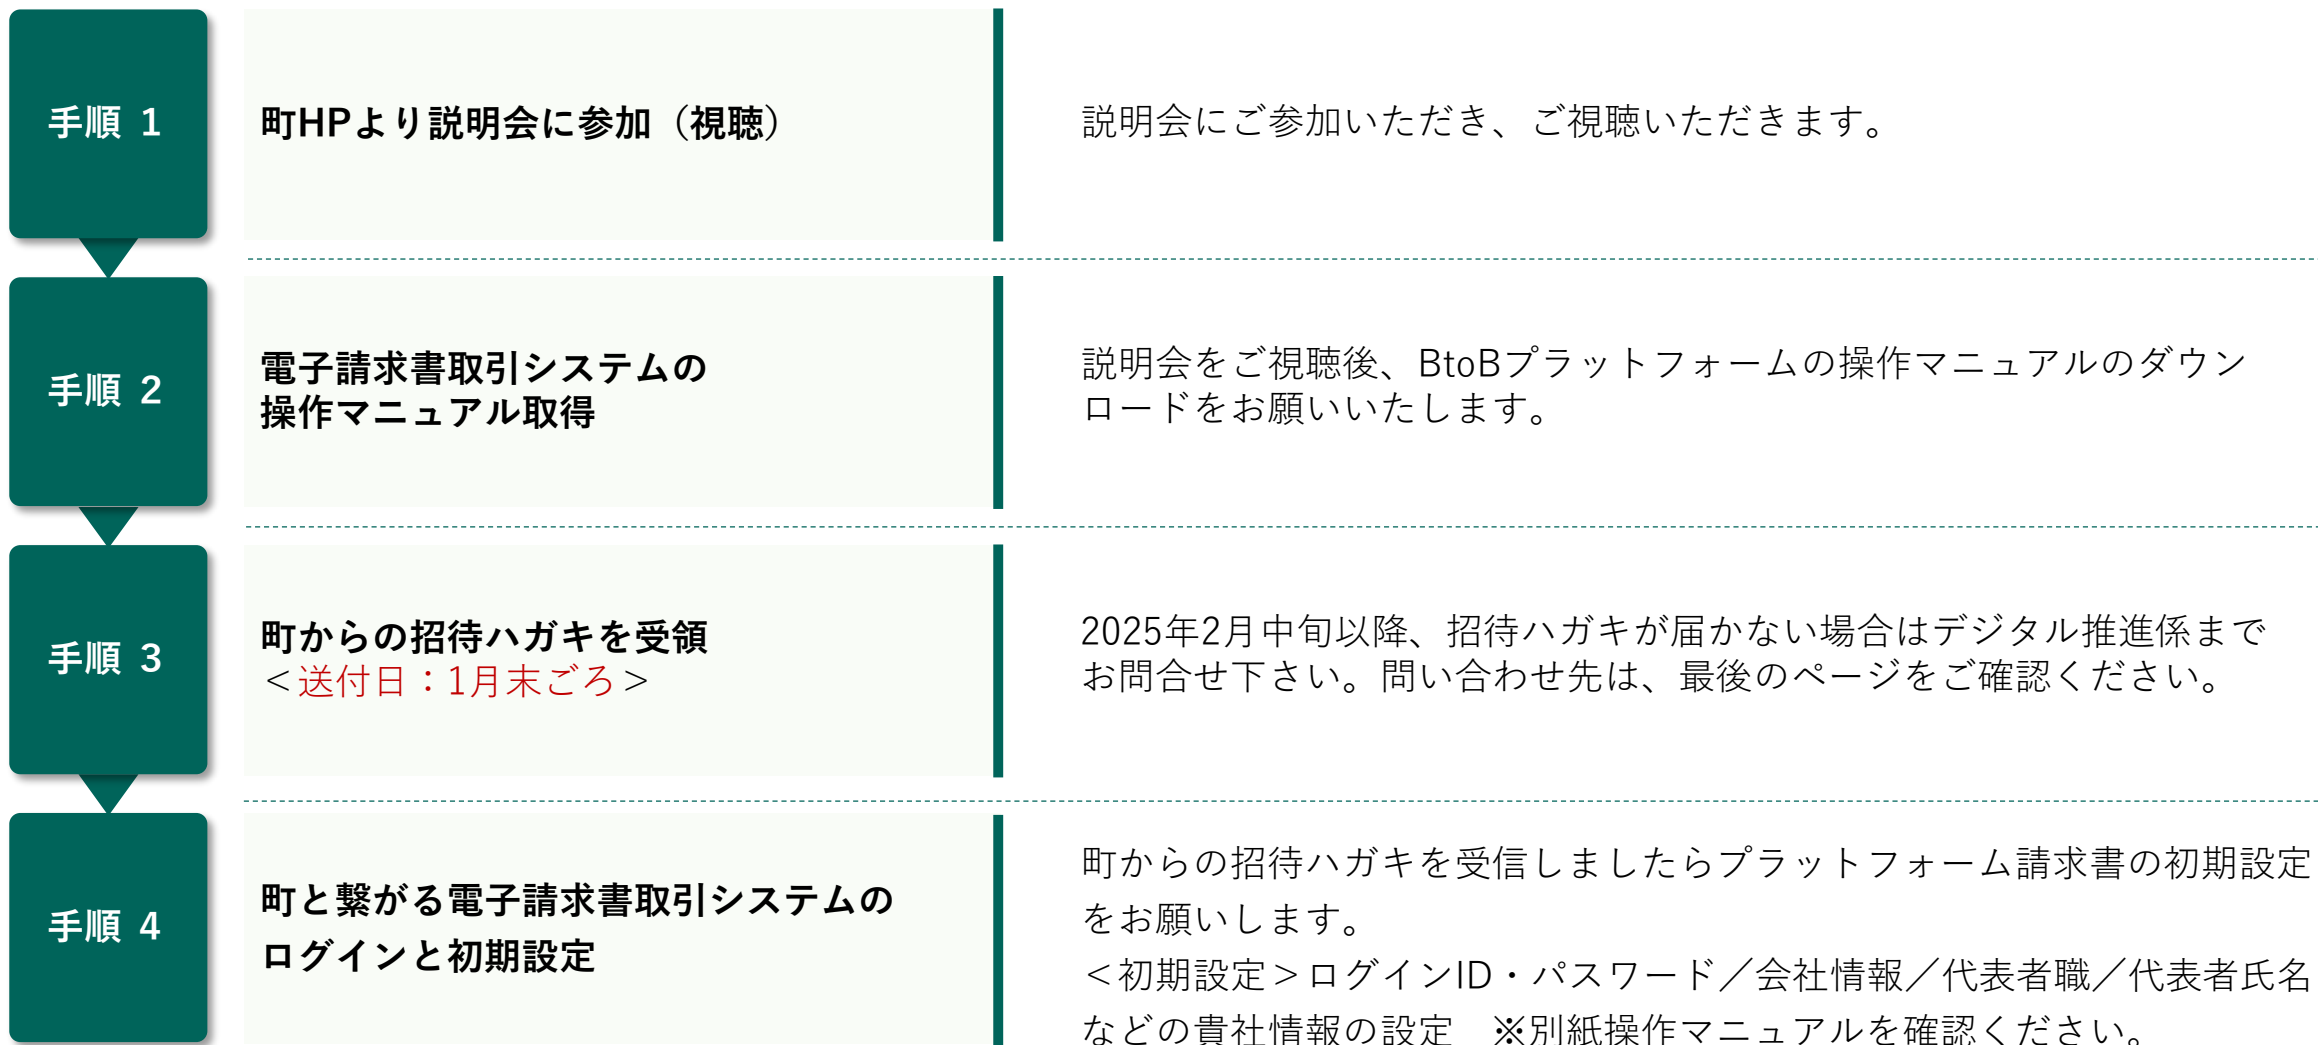 手順 1
町HPより説明会に参加（視聴）
説明会にご参加いただき、ご視聴いただきます。
手順 2
電子請求書取引システムの
操作マニュアル取得
説明会をご視聴後、BtoBプラットフォームの操作マニュアルのダウン
ロードをお願いいたします。
手順 3
町からの招待ハガキを受領
＜送付日：1月末ごろ＞
2025年2月中旬以降、招待ハガキが届かない場合はデジタル推進係まで
お問合せ下さい。問い合わせ先は、最後のページをご確認ください。
手順 4
町と繋がる電子請求書取引システムの
ログインと初期設定
町からの招待ハガキを受信しましたらプラットフォーム請求書の初期設定
をお願いします。
＜初期設定＞ログインID・パスワード／会社情報／代表者職／代表者氏名
などの貴社情報の設定　※別紙操作マニュアルを確認ください。